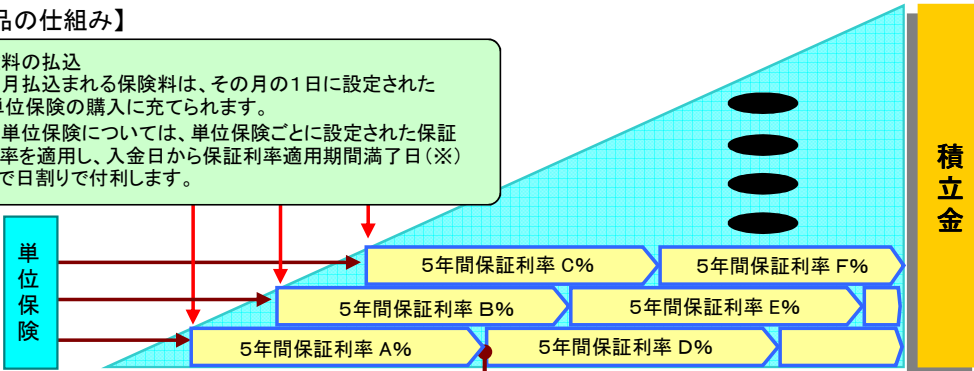 品の仕組み】
料の払込
月払込まれる保険料は、その月の1日に設定された
単位保険の購入に充てられます。
単位保険については、単位保険ごとに設定された保証
率を適用し、入金日から保証利率適用期間満了日(※)
で日割りで付利します。
積立金
単位保険
5年間保証利率 C%
5年間保証利率 F%
5年間保証利率 B%
5年間保証利率 E%
5年間保証利率 A%
5年間保証利率 D%